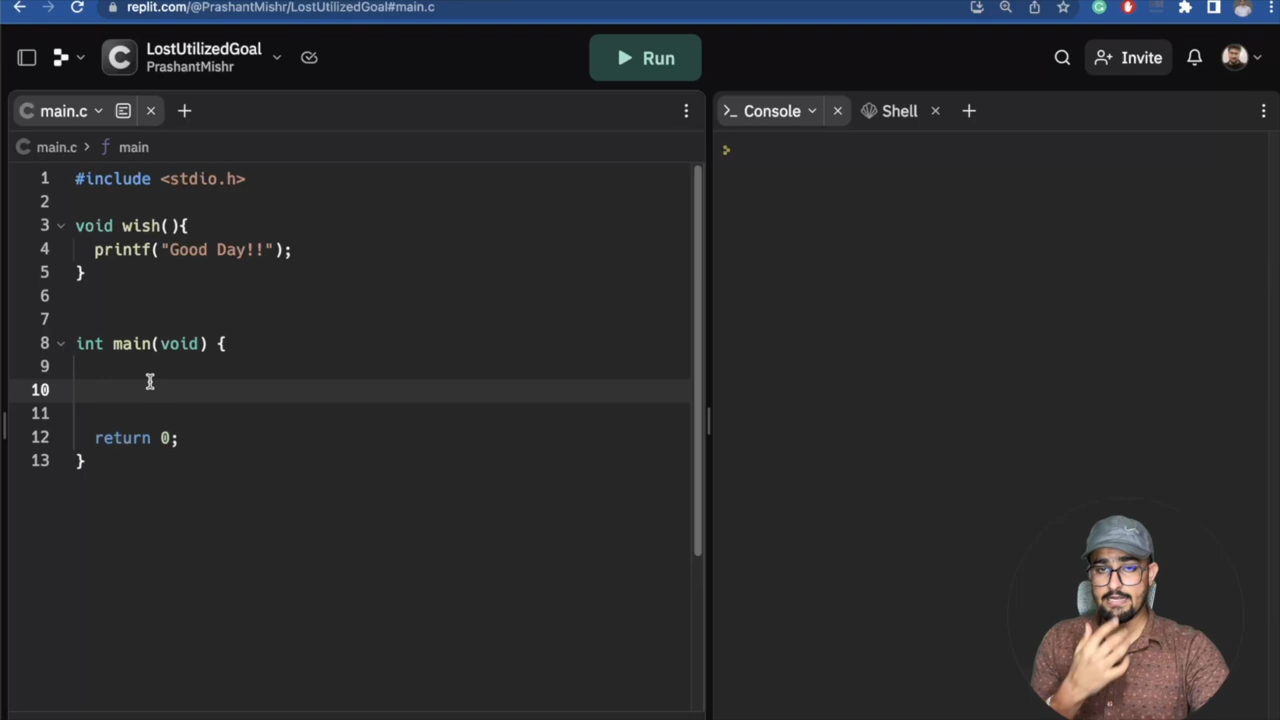 replit.com/@PrashantMishr/LostUtilizedGoal#main.c
LostUtilizedGoal
PrashantMishr
Run
Invite
main.c
Console
Shell
main.c > f main
1 #include <stdio.h>
2
3 void wish(){
4 printf("Good Day!!");
5 }
6
7
8 int main(void) {
9
10
11
12 return 0;
13 }